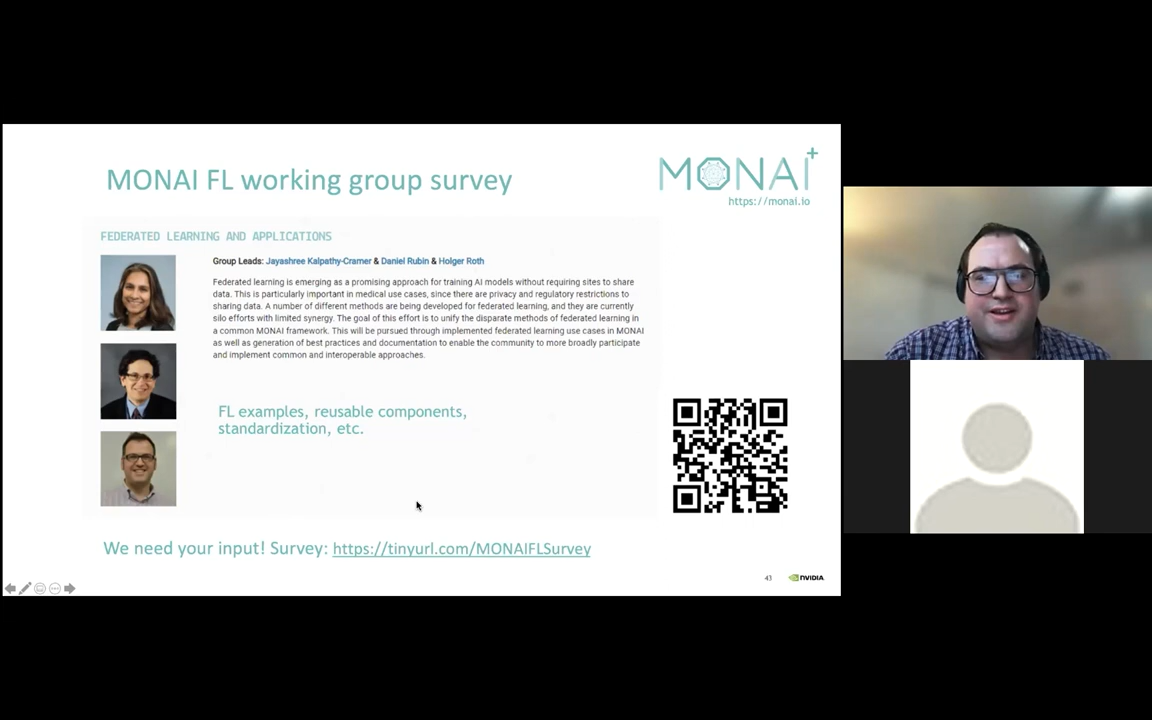 MONAI FL working group survey
MONAI+
https://monai.io
FEDERATED LEARNING AND APPLICATIONS
Group Leads: Jayashree Kalpathy-Cramer & Daniel Rubin & Holger Roth
Federated learning is emerging as a promising approach for training AI models without requiring sites to share
data. This is particularly important in medical use cases, since there are privacy and regulatory restrictions to
sharing data. A number of different methods are being developed for federated learning, and they are currently
silo efforts with limited synergy. The goal of this effort is to unify the disparate methods of federated learning in
a common MONAI framework. This will be pursued through implemented federated learning use cases in MONAI
as well as generation of best practices and documentation to enable the community to more broadly participate
and implement common and interoperable approaches.
FL examples, reusable components,
standardization, etc.
We need your input! Survey: https://tinyurl.com/MONAIFLSurvey
43
NVIDIA